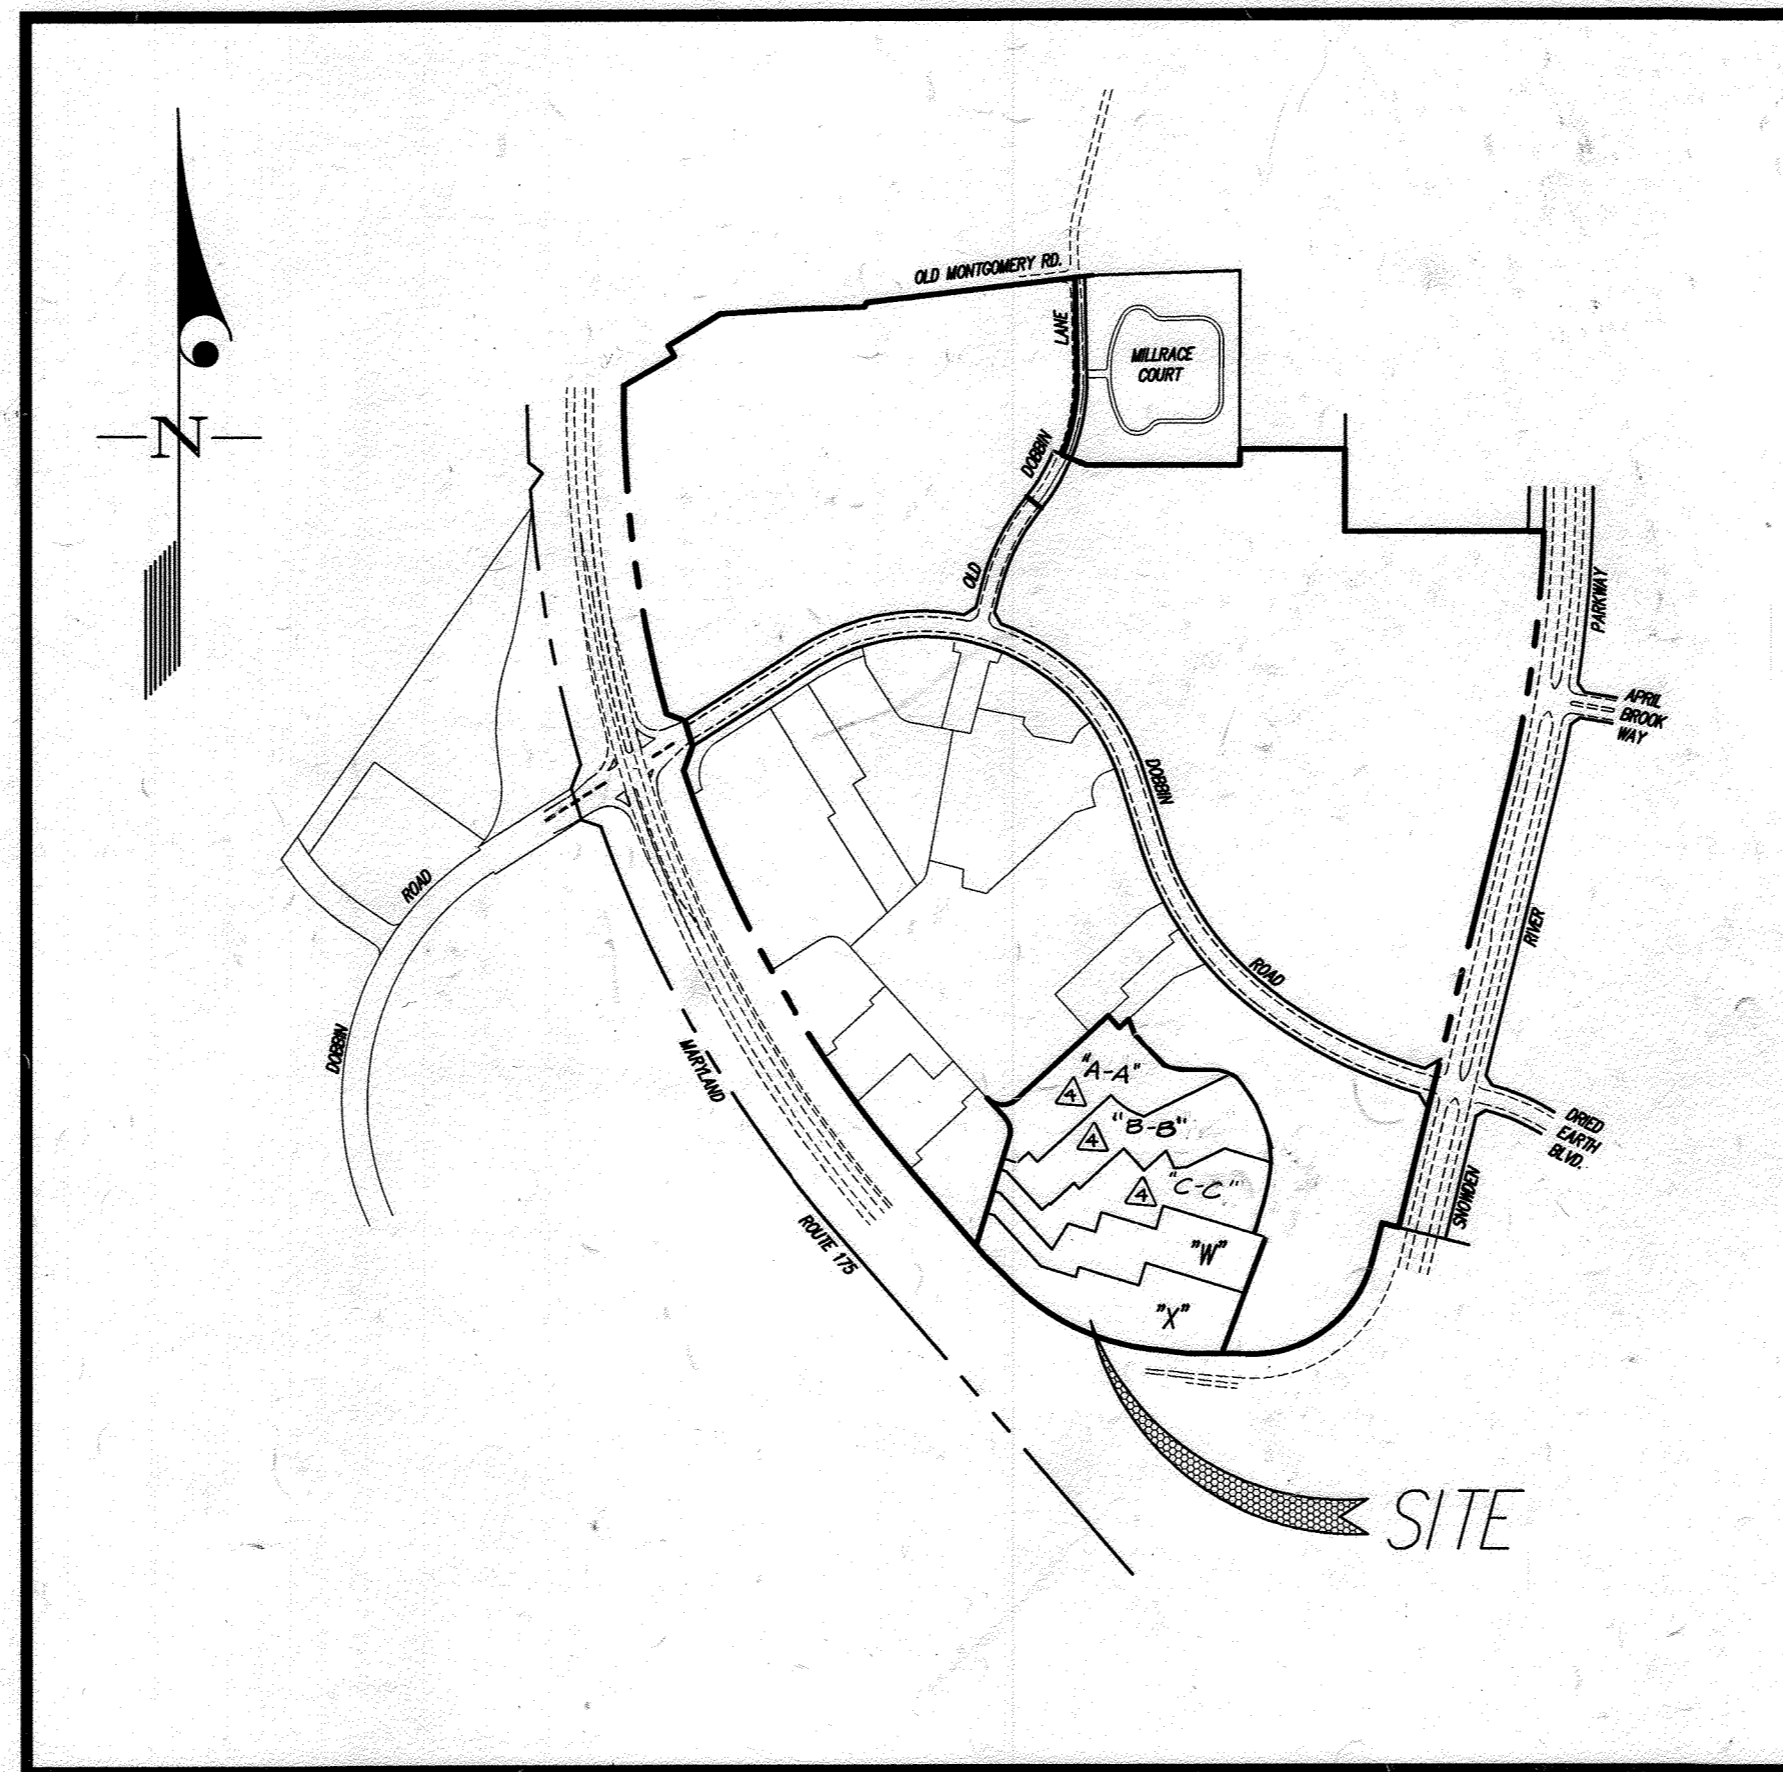 OLD MONTGOMERY RD.
LANE
MILLRACE
COURT
N
DOBBIN
OLD
PARKWAY
APRIL
BROOK
WAY
DOBBIN
ROAD
RIVER
ROAD
DOBBIN
MARYLAND
"A-A"
4
"B-B"
4
DRIED
EARTH
BLVD.
"C-C"
4
SNOWDEN
ROUTE 175
"W"
"X"
SITE